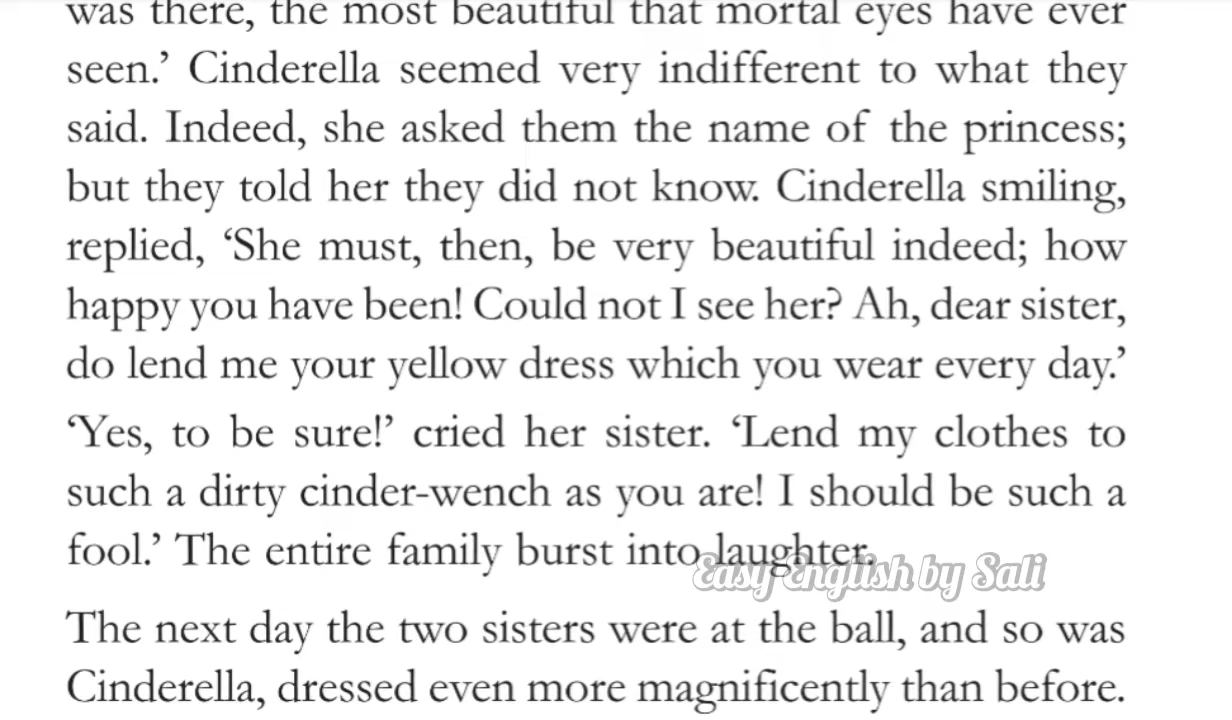 was there, the most beautiful that mortal eyes have ever
seen.’ Cinderella seemed very indifferent to what they
said. Indeed, she asked them the name of the princess;
but they told her they did not know. Cinderella smiling,
replied, ‘She must, then, be very beautiful indeed; how
happy you have been! Could not I see her? Ah, dear sister,
do lend me your yellow dress which you wear every day.’
‘Yes, to be sure!’ cried her sister. ‘Lend my clothes to
such a dirty cinder-wench as you are! I should be such a
fool.’ The entire family burst into laughter.
Easy English by Sali
The next day the two sisters were at the ball, and so was
Cinderella, dressed even more magnificently than before.